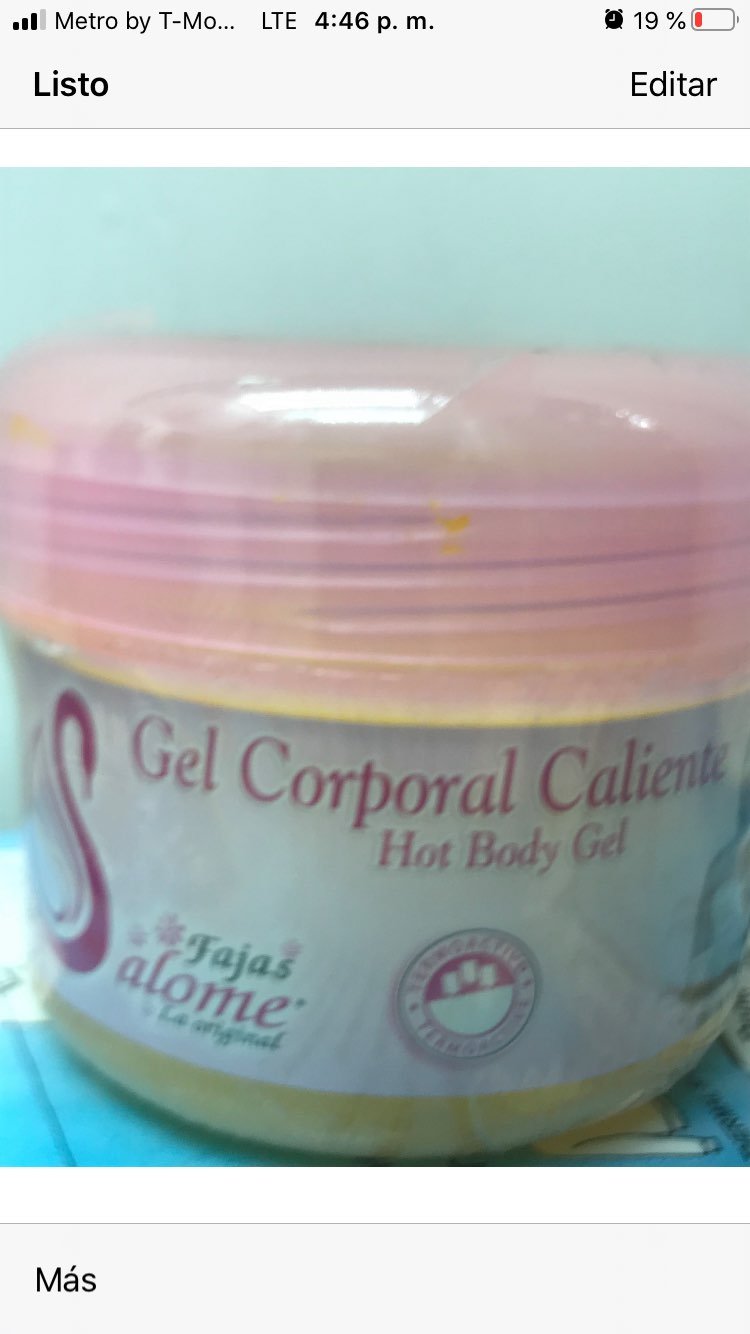 Metro by T-Mo... LTE 4:46 p. m. 19 %
Listo Editar
Gel Corporal Caliente
Hot Body Gel
Fajas
Salome
La original
Más